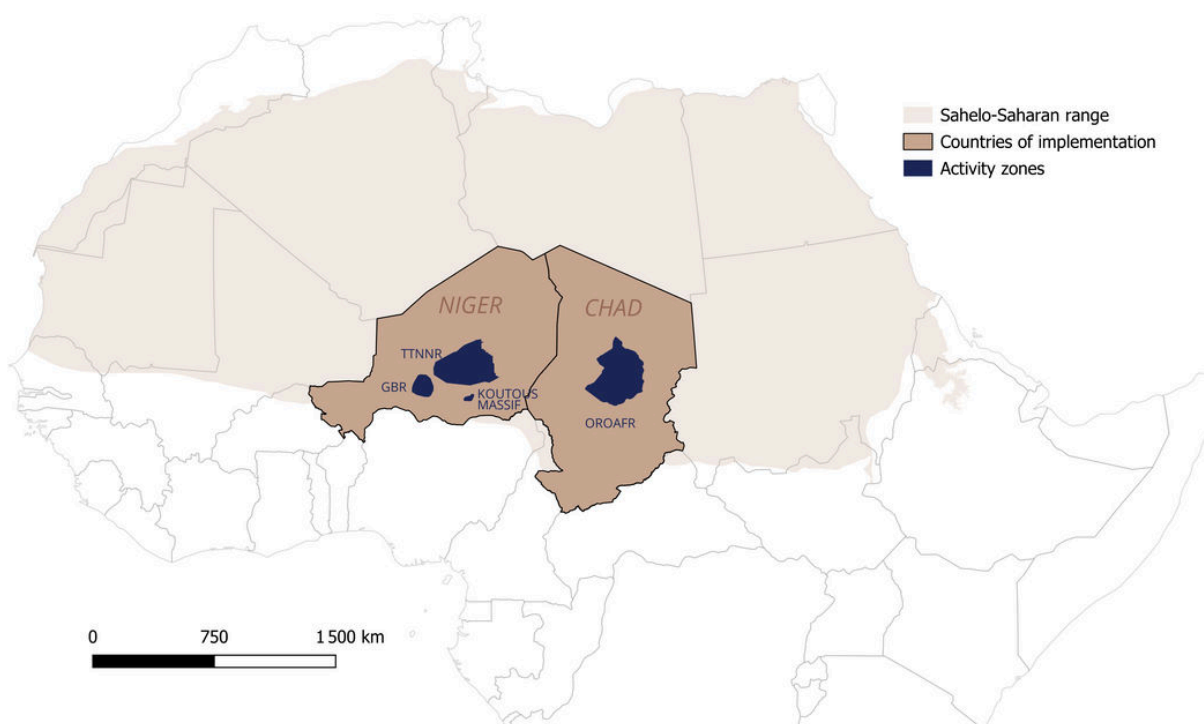 Sahelo-Saharan range
Countries of implementation
Activity zones
NIGER
CHAD
TTNNR
GBR
KOUTOUS
MASSIF
OROAFR
0 750 1 500 km